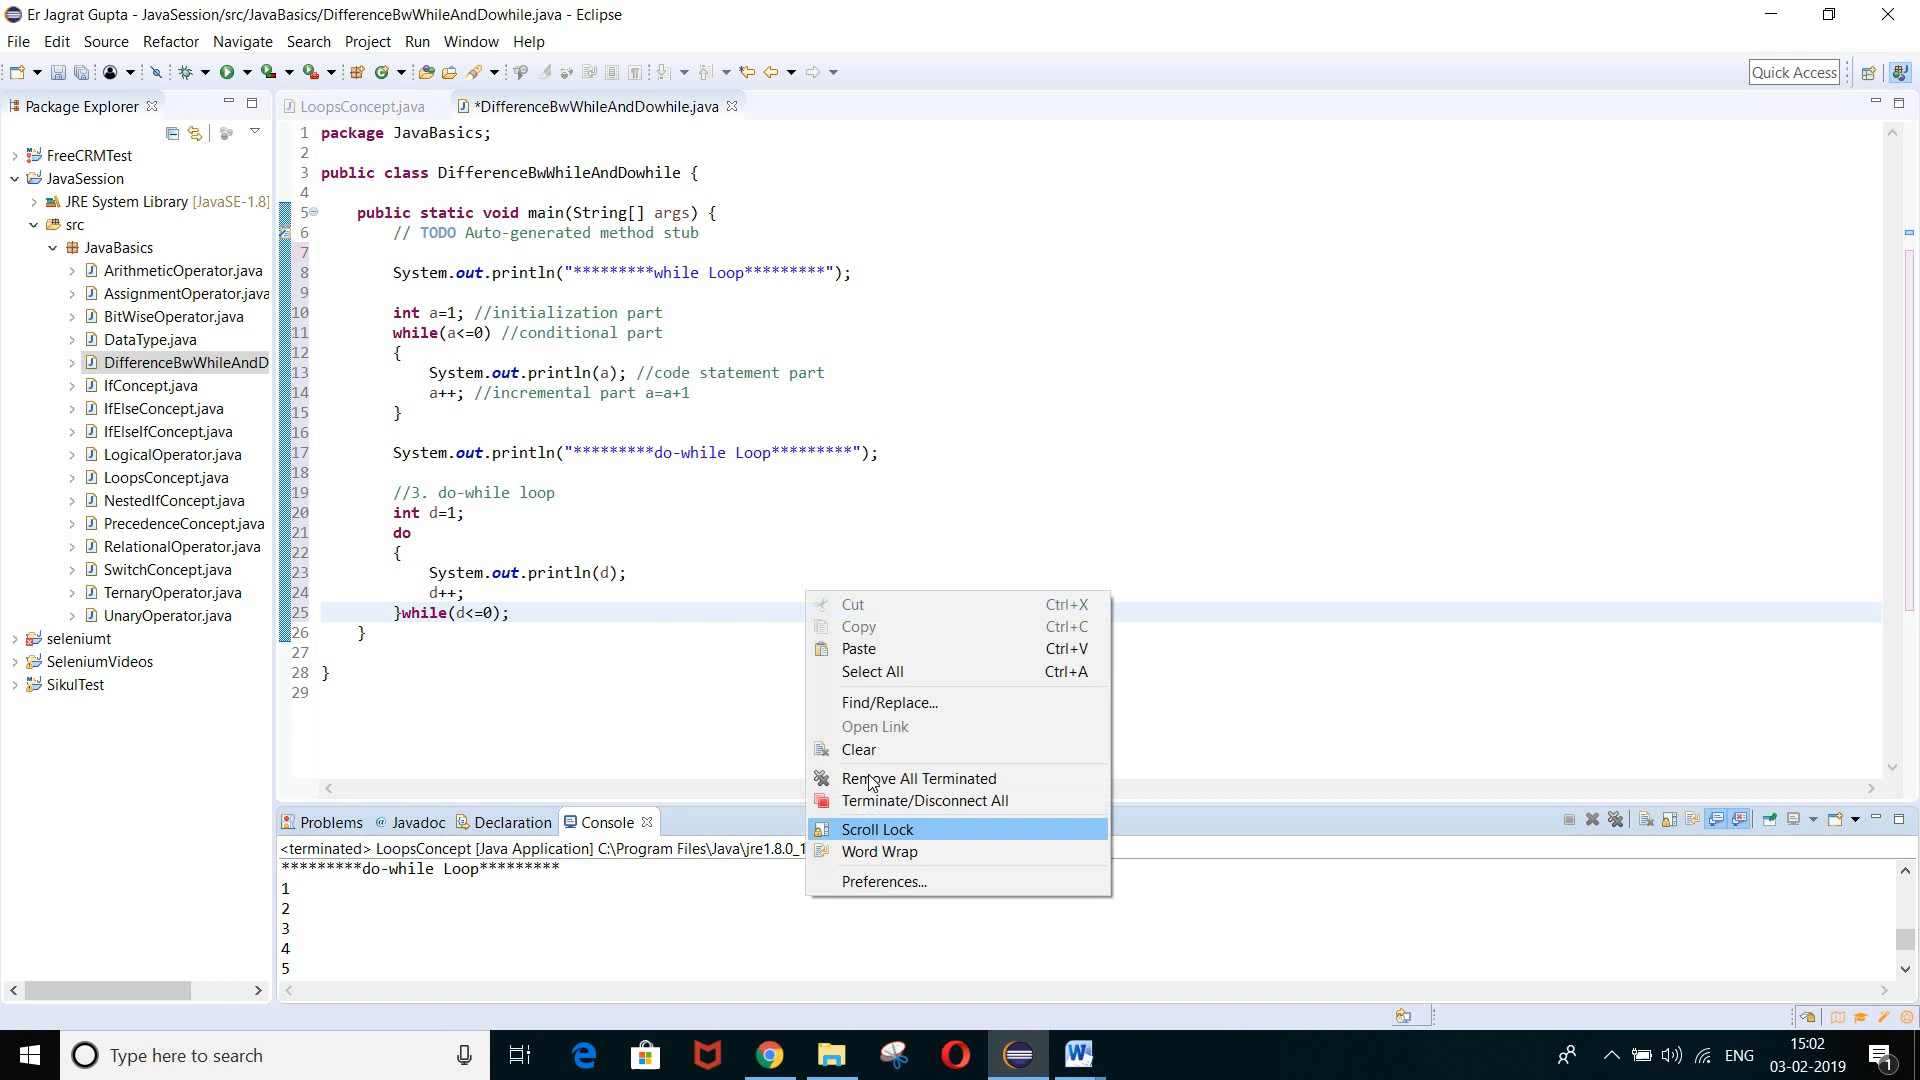 Er Jagrat Gupta - JavaSession/src/JavaBasics/DifferenceBwWhileAndDowhile.java - Eclipse
File Edit Source Refactor Navigate Search Project Run Window Help
Quick Access
Package Explorer
LoopsConcept.java
*DifferenceBwWhileAndDowhile.java
FreeCRMTest
JavaSession
JRE System Library [JavaSE-1.8]
src
JavaBasics
ArithmeticOperator.java
AssignmentOperator.java
BitWiseOperator.java
DataType.java
DifferenceBwWhileAndD
IfConcept.java
IfElseConcept.java
IfElseIfConcept.java
LogicalOperator.java
LoopsConcept.java
NestedIfConcept.java
PrecedenceConcept.java
RelationalOperator.java
SwitchConcept.java
TernaryOperator.java
UnaryOperator.java
seleniumt
SeleniumVideos
SikulTest
1 package JavaBasics;
2
3 public class DifferenceBwWhileAndDowhile {
4
5 public static void main(String[] args) {
6 // TODO Auto-generated method stub
7
8 System.out.println("*********while Loop*********");
9
10 int a=1; //initialization part
11 while(a<=0) //conditional part
12 {
13 System.out.println(a); //code statement part
14 a++; //incremental part a=a+1
15 }
16
17 System.out.println("*********do-while Loop*********");
18
19 //3. do-while loop
20 int d=1;
21 do
22 {
23 System.out.println(d);
24 d++;
25 }while(d<=0);
26 }
27
28 }
29
Cut Ctrl+X
Copy Ctrl+C
Paste Ctrl+V
Select All Ctrl+A
Find/Replace...
Open Link
Clear
Remove All Terminated
Terminate/Disconnect All
Scroll Lock
Word Wrap
Preferences...
Problems @ Javadoc Declaration Console
<terminated> LoopsConcept [Java Application] C:\Program Files\Java\jre1.8.0_1
*********do-while Loop*********
1
2
3
4
5
Type here to search
ENG
15:02
03-02-2019
1